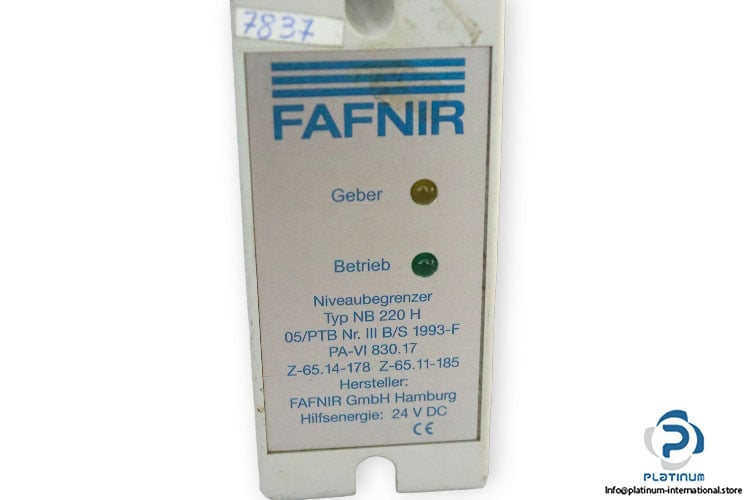 7837
FAFNIR
Geber
Betrieb
Niveaubegrenzer
Typ NB 220 H
05/PTB Nr. III B/S 1993-F
PA-VI 830.17
Z-65.14-178 Z-65.11-185
Hersteller:
FAFNIR GmbH Hamburg
Hilfsenergie: 24 V DC
CE
PLATINUM
Info@platinum-international.store